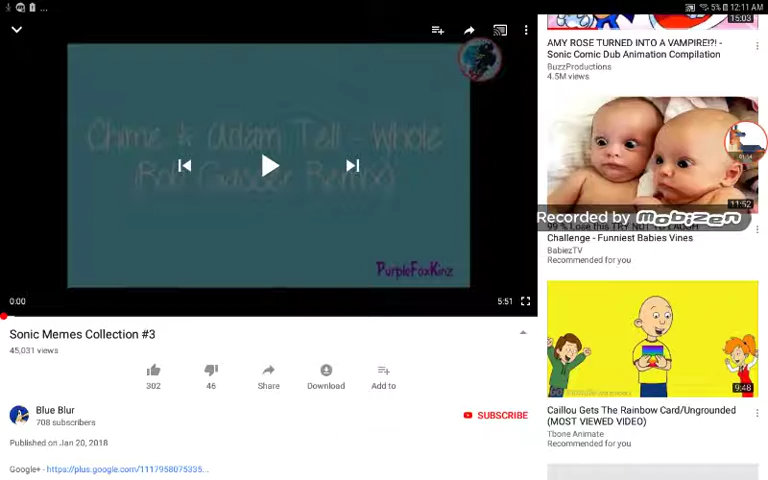 5% 12:11 AM
Chime & Adam Tell - Whole
(Rob Gasser Remix)
PurpleFoxKinz
0:00
5:51
Sonic Memes Collection #3
45,031 views
302
46
Share
Download
Add to
Blue Blur
708 subscribers
SUBSCRIBE
Published on Jan 20, 2018
Google+ - https://plus.google.com/1117958075335...
15:03
AMY ROSE TURNED INTO A VAMPIRE!?! -
Sonic Comic Dub Animation Compilation
BuzzProductions
4.5M views
11:52
Recorded by MOBIZEN
Challenge - Funniest Babies Vines
BabiezTV
Recommended for you
9:48
Caillou Gets The Rainbow Card/Ungrounded
(MOST VIEWED VIDEO)
Tbone Animate
Recommended for you